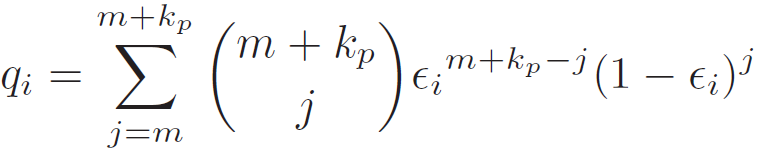 $q_i = \sum_{j=m}^{m+k_p} \binom{m+k_p}{j} {\epsilon_i}^{m+k_p-j} (1-\epsilon_i)^j$